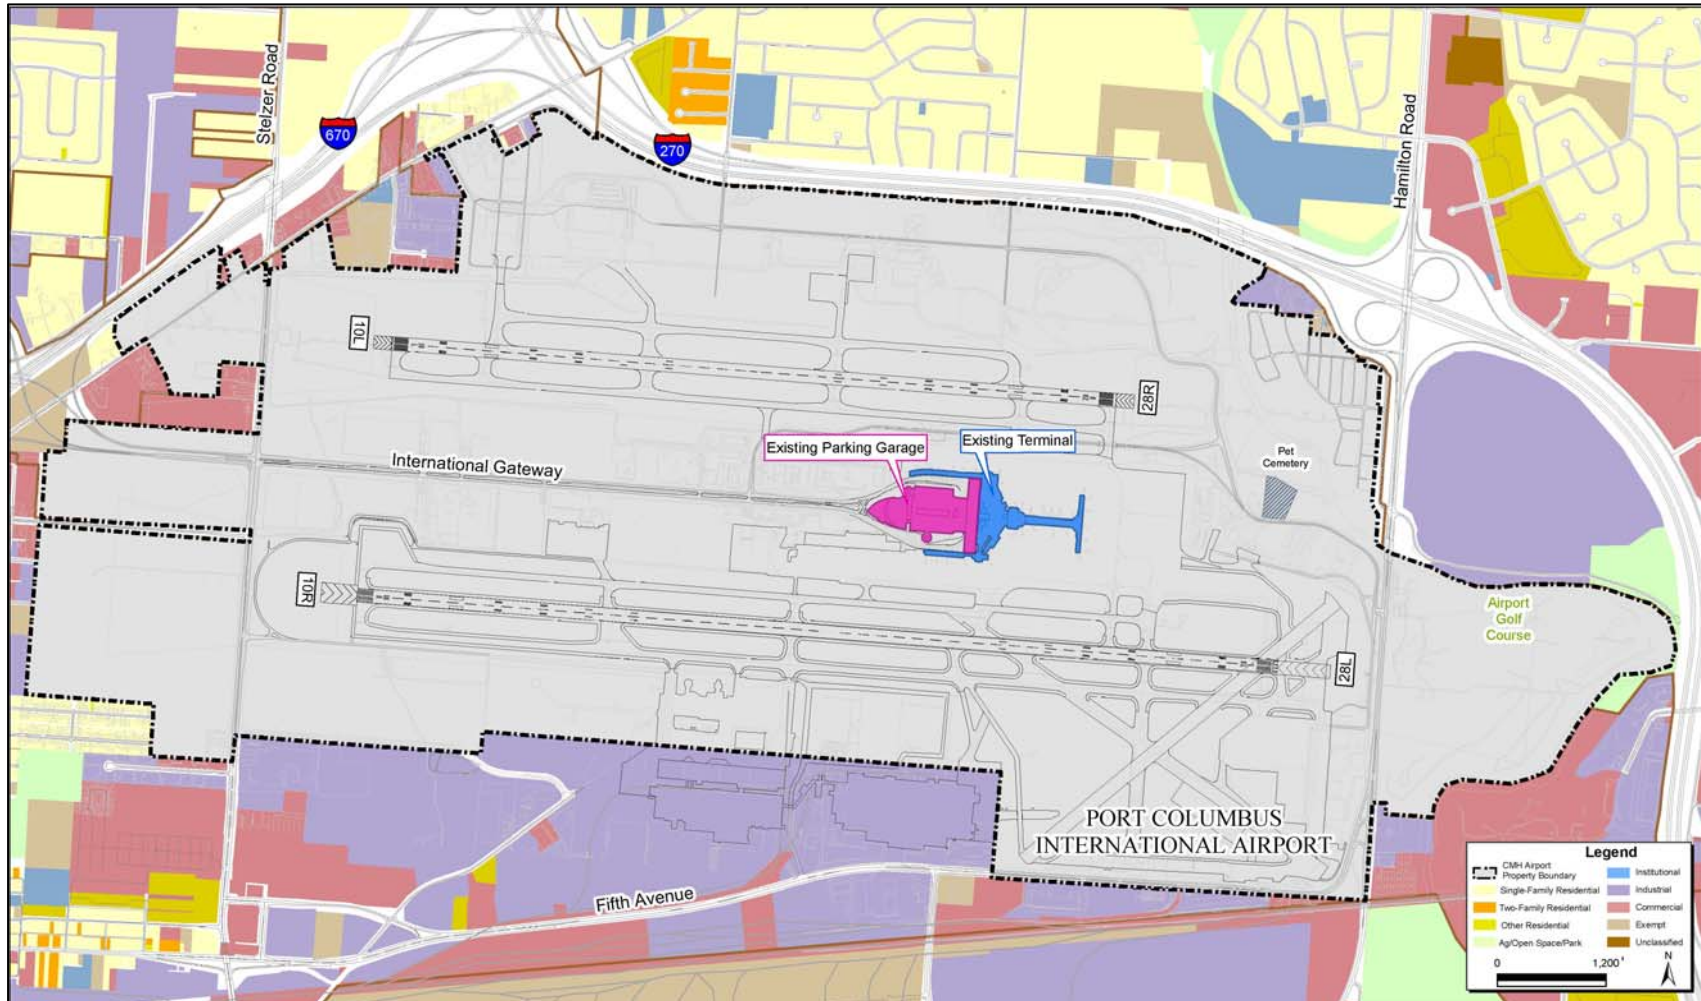 Stelzer Road
670
270
Hamilton Road
10L
28R
Existing Parking Garage
Existing Terminal
International Gateway
Pet
Cemetery
10R
28L
Airport
Golf
Course
PORT COLUMBUS
INTERNATIONAL AIRPORT
Fifth Avenue
Legend
CMH Airport
Property Boundary
Single-Family Residential
Two-Family Residential
Other Residential
Ag/Open Space/Park
Institutional
Industrial
Commercial
Exempt
Unclassified
0
1,200 '
N